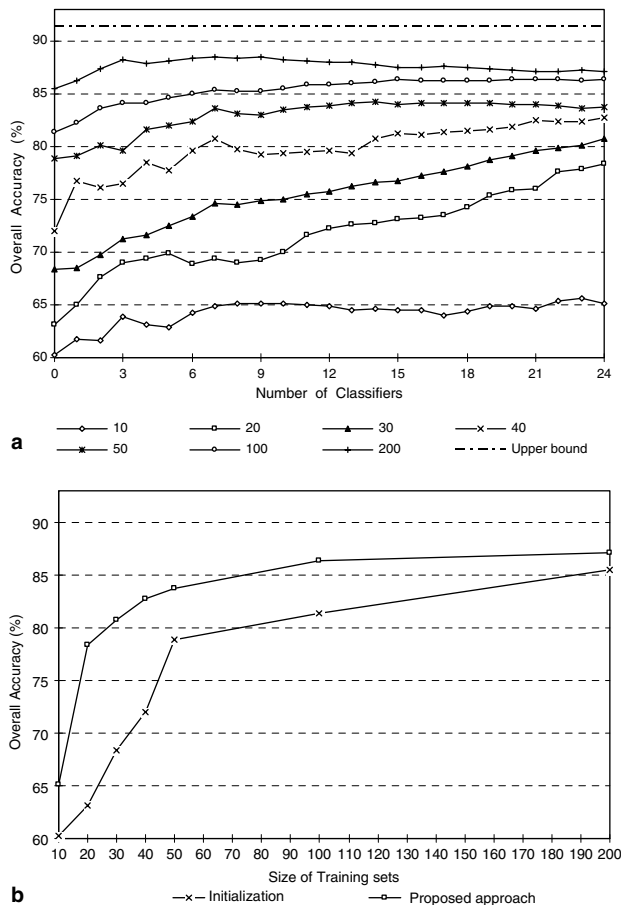 90
85
80
75
70
65
60
Overall Accuracy (%)
0 3 6 9 12 15 18 21 24
Number of Classifiers
10 20 30 40
50 100 200 Upper bound
a
90
85
80
75
70
65
60
Overall Accuracy (%)
10 20 30 40 50 60 70 80 90 100 110 120 130 140 150 160 170 180 190 200
Size of Training sets
Initialization Proposed approach
b